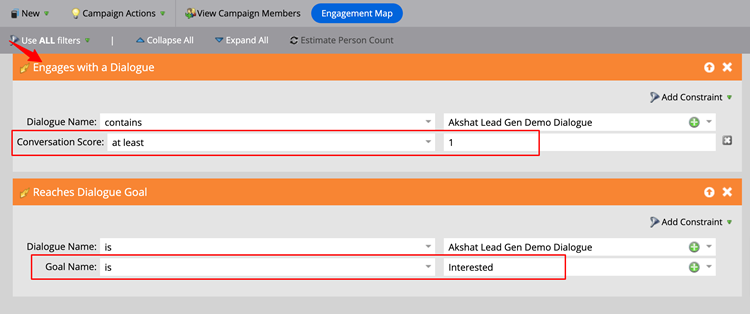 New Campaign Actions View Campaign Members Engagement Map
Use ALL filters | Collapse All Expand All Estimate Person Count
Engages with a Dialogue
Add Constraint
Dialogue Name: contains Akshat Lead Gen Demo Dialogue
Conversation Score: at least 1
Reaches Dialogue Goal
Add Constraint
Dialogue Name: is Akshat Lead Gen Demo Dialogue
Goal Name: is Interested